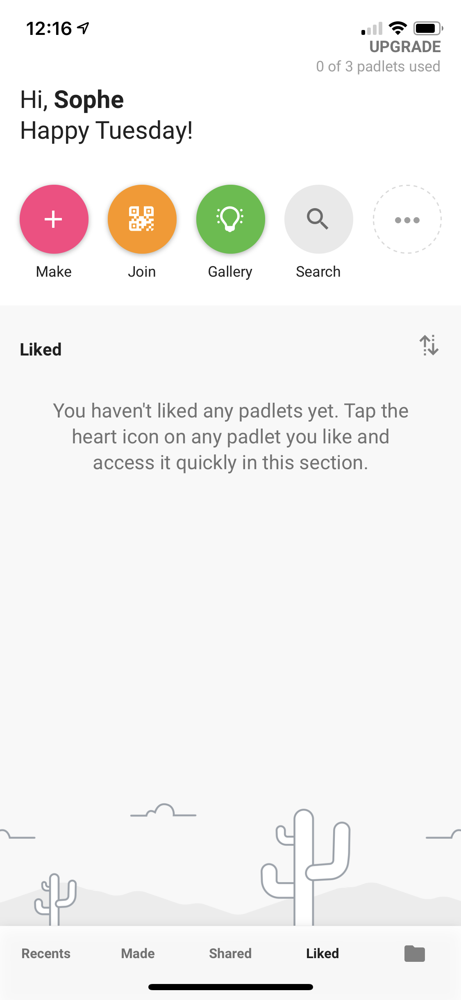 12:16
UPGRADE
0 of 3 padlets used
Hi, Sophe
Happy Tuesday!
Make
Join
Gallery
Search
Liked
You haven't liked any padlets yet. Tap the
heart icon on any padlet you like and
access it quickly in this section.
Recents
Made
Shared
Liked